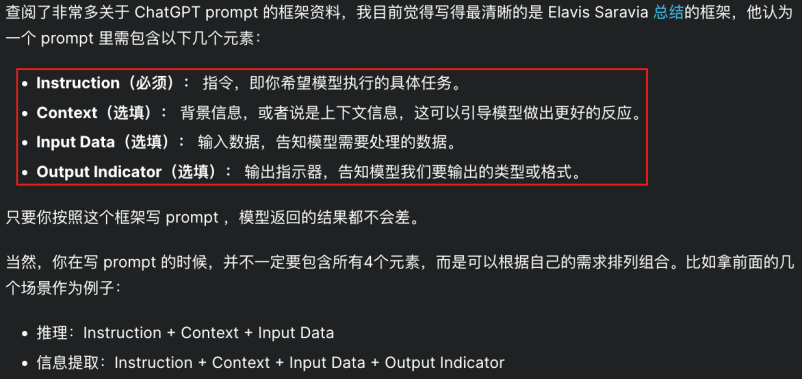 查阅了非常多关于 ChatGPT prompt 的框架资料，我目前觉得写得最清晰的是 Elavis Saravia 总结的框架，他认为
一个 prompt 里需包含以下几个元素：
• Instruction（必须）： 指令，即你希望模型执行的具体任务。
• Context（选填）： 背景信息，或者说是上下文信息，这可以引导模型做出更好的反应。
• Input Data（选填）： 输入数据，告知模型需要处理的数据。
• Output Indicator（选填）： 输出指示器，告知模型我们要输出的类型或格式。
只要你按照这个框架写 prompt ，模型返回的结果都不会差。
当然，你在写 prompt 的时候，并不一定要包含所有4个元素，而是可以根据自己的需求排列组合。比如拿前面的几
个场景作为例子：
• 推理：Instruction + Context + Input Data
• 信息提取：Instruction + Context + Input Data + Output Indicator